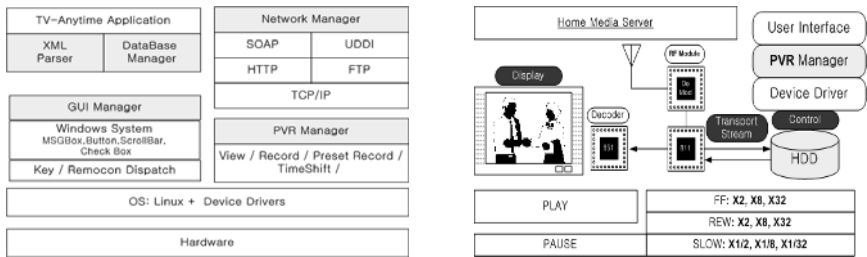 TV-Anytime Application
XML
Parser
DataBase
Manager
GUI Manager
Windows System
MSGBox,Button,ScrollBar,
Check Box
Key / Remocon Dispatch
Network Manager
SOAP
UDDI
HTTP
FTP
TCP/IP
PVR Manager
View / Record / Preset Record /
TimeShift /
OS: Linux + Device Drivers
Hardware
Home Media Server
User Interface
PVR Manager
Device Driver
RF Module
De
Mod
Display
Decoder
Transport
Stream
Control
HDD
PLAY
FF: X2, X8, X32
REW: X2, X8, X32
PAUSE
SLOW: X1/2, X1/8, X1/32